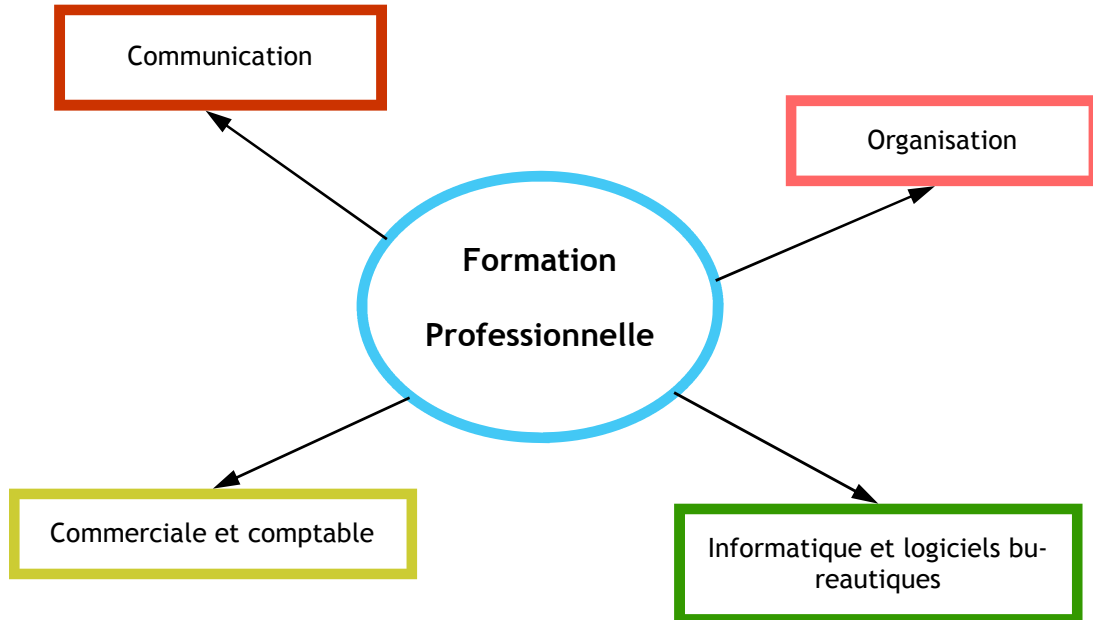 Communication
Organisation
Formation
Professionnelle
Commerciale et comptable
Informatique et logiciels bu-
reautiques